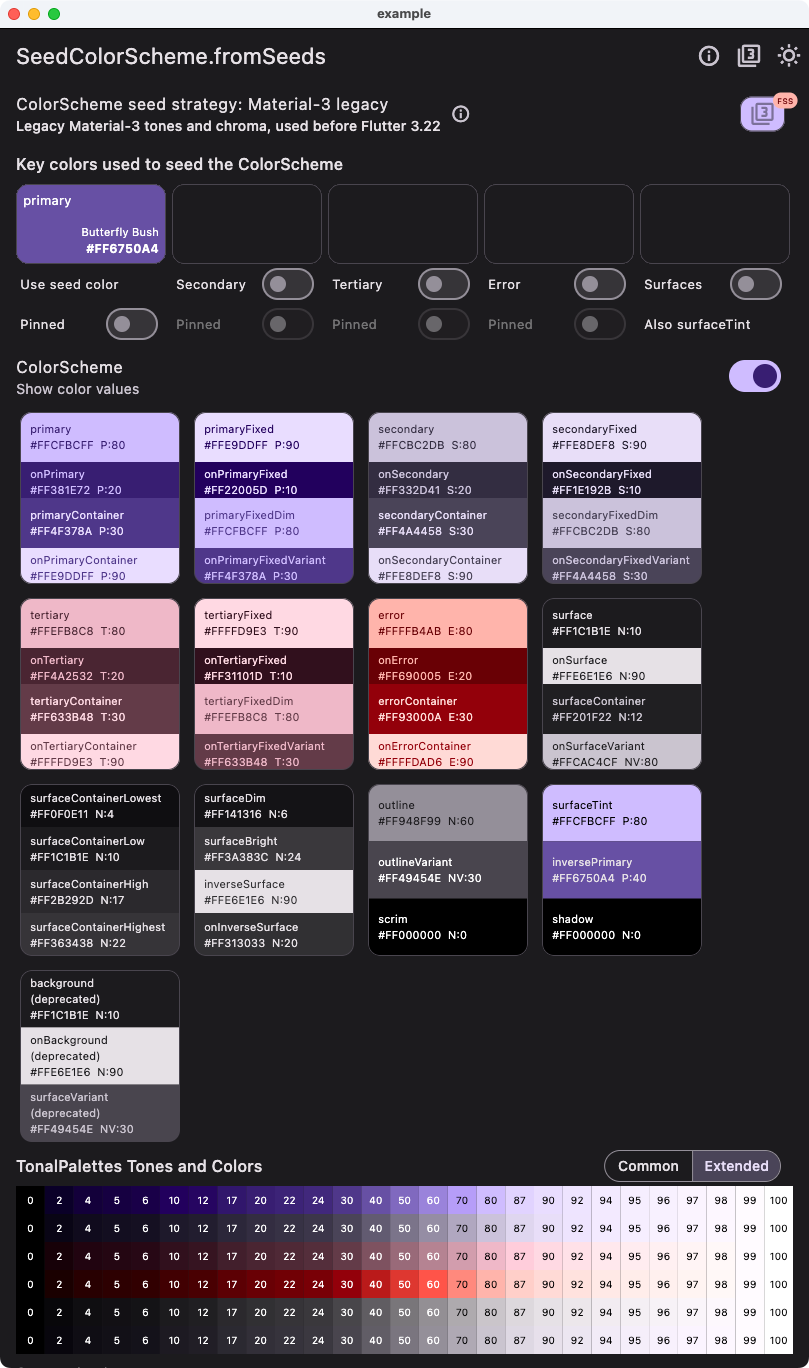 example
SeedColorScheme.fromSeeds
3
ColorScheme seed strategy: Material-3 legacy
Legacy Material-3 tones and chroma, used before Flutter 3.22
3
FSS
Key colors used to seed the ColorScheme
primary
Butterfly Bush
#FF6750A4
Use seed color
Secondary
Tertiary
Error
Surfaces
Pinned
Pinned
Pinned
Pinned
Also surfaceTint
ColorScheme
Show color values
primary
#FFCFBCFF P:80
onPrimary
#FF381E72 P:20
primaryContainer
#FF4F378A P:30
onPrimaryContainer
#FFE9DDFF P:90
primaryFixed
#FFE9DDFF P:90
onPrimaryFixed
#FF22005D P:10
primaryFixedDim
#FFCFBCFF P:80
onPrimaryFixedVariant
#FF4F378A P:30
secondary
#FFCBC2DB S:80
onSecondary
#FF332D41 S:20
secondaryContainer
#FF4A4458 S:30
onSecondaryContainer
#FFE8DEF8 S:90
secondaryFixed
#FFE8DEF8 S:90
onSecondaryFixed
#FF1E192B S:10
secondaryFixedDim
#FFCBC2DB S:80
onSecondaryFixedVariant
#FF4A4458 S:30
tertiary
#FFEFB8C8 T:80
onTertiary
#FF4A2532 T:20
tertiaryContainer
#FF633B48 T:30
onTertiaryContainer
#FFFFD9E3 T:90
tertiaryFixed
#FFFFD9E3 T:90
onTertiaryFixed
#FF31101D T:10
tertiaryFixedDim
#FFEFB8C8 T:80
onTertiaryFixedVariant
#FF633B48 T:30
error
#FFFFB4AB E:80
onError
#FF690005 E:20
errorContainer
#FF93000A E:30
onErrorContainer
#FFFFDAD6 E:90
surface
#FF1C1B1E N:10
onSurface
#FFE6E1E6 N:90
surfaceContainer
#FF201F22 N:12
onSurfaceVariant
#FFCAC4CF NV:80
surfaceContainerLowest
#FF0F0E11 N:4
surfaceContainerLow
#FF1C1B1E N:10
surfaceContainerHigh
#FF2B292D N:17
surfaceContainerHighest
#FF363438 N:22
surfaceDim
#FF141316 N:6
surfaceBright
#FF3A383C N:24
inverseSurface
#FFE6E1E6 N:90
onInverseSurface
#FF313033 N:20
outline
#FF948F99 N:60
outlineVariant
#FF49454E NV:30
scrim
#FF000000 N:0
surfaceTint
#FFCFBCFF P:80
inversePrimary
#FF6750A4 P:40
shadow
#FF000000 N:0
background
(deprecated)
#FF1C1B1E N:10
onBackground
(deprecated)
#FFE6E1E6 N:90
surfaceVariant
(deprecated)
#FF49454E NV:30
TonalPalettes Tones and Colors
Common
Extended
0 2 4 5 6 10 12 17 20 22 24 30 40 50 60 70 80 87 90 92 94 95 96 97 98 99 100
0 2 4 5 6 10 12 17 20 22 24 30 40 50 60 70 80 87 90 92 94 95 96 97 98 99 100
0 2 4 5 6 10 12 17 20 22 24 30 40 50 60 70 80 87 90 92 94 95 96 97 98 99 100
0 2 4 5 6 10 12 17 20 22 24 30 40 50 60 70 80 87 90 92 94 95 96 97 98 99 100
0 2 4 5 6 10 12 17 20 22 24 30 40 50 60 70 80 87 90 92 94 95 96 97 98 99 100
0 2 4 5 6 10 12 17 20 22 24 30 40 50 60 70 80 87 90 92 94 95 96 97 98 99 100